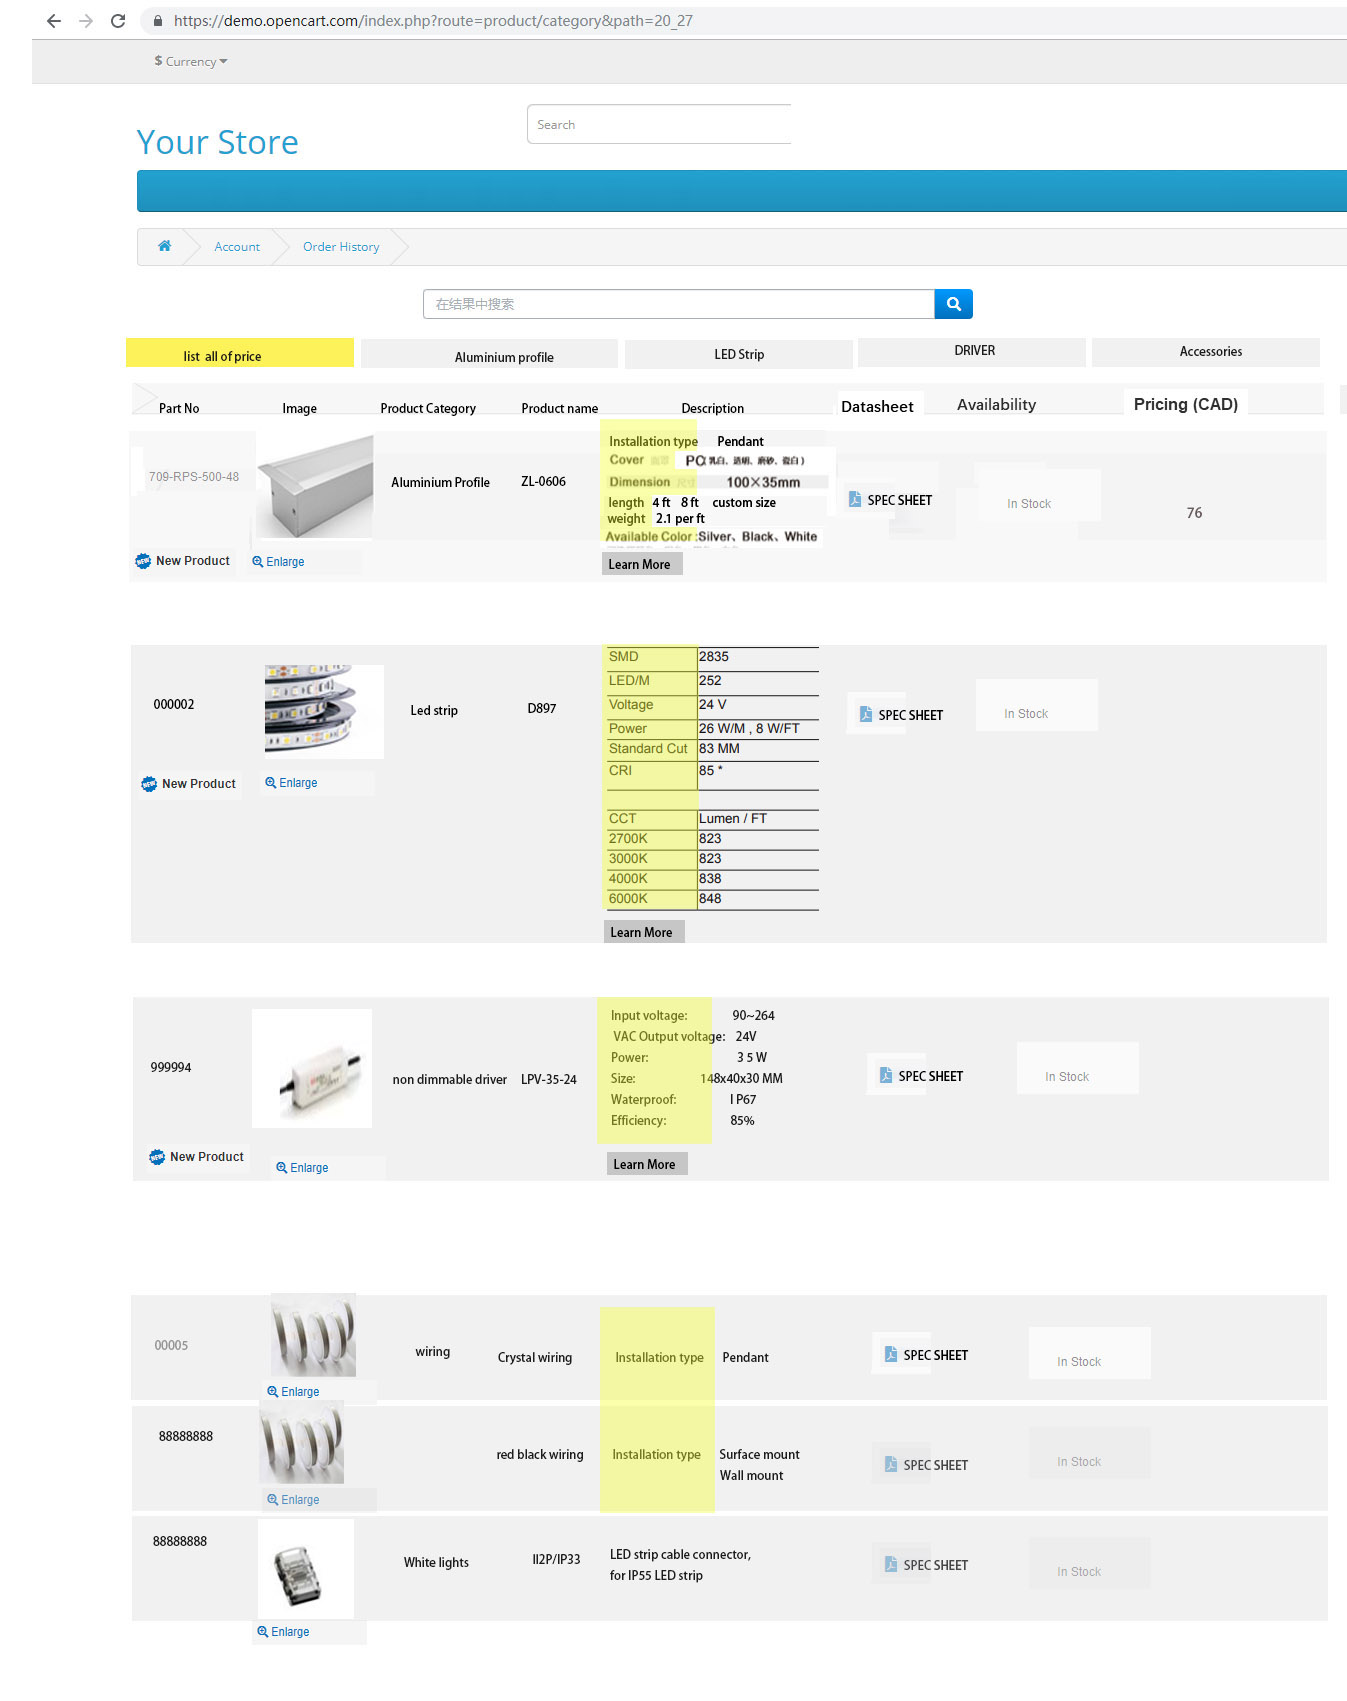 https://demo.opencart.com/index.php?route=product/category&path=20_27
$ Currency
Your Store
Search
Account
Order History
在结果中搜索
list all of price
Aluminium profile
LED Strip
DRIVER
Accessories
Part No
Image
Product Category
Product name
Description
Datasheet
Availability
Pricing (CAD)
709-RPS-500-48
New Product
Enlarge
Aluminium Profile
ZL-0606
Installation type Pendant
Cover 面罩 PC(乳白、透明、磨砂、瓷白)
Dimension 尺寸 100×35mm
length 4 ft 8 ft custom size
weight 2.1 per ft
Available Color :Silver、Black、White
Learn More
SPEC SHEET
In Stock
76
000002
New Product
Enlarge
Led strip
D897
SMD 2835
LED/M 252
Voltage 24 V
Power 26 W/M , 8 W/FT
Standard Cut 83 MM
CRI 85 *
CCT Lumen / FT
2700K 823
3000K 823
4000K 838
6000K 848
Learn More
SPEC SHEET
In Stock
999994
New Product
Enlarge
non dimmable driver
LPV-35-24
Input voltage: 90~264
VAC Output voltage: 24V
Power: 3 5 W
Size: 148x40x30 MM
Waterproof: I P67
Efficiency: 85%
Learn More
SPEC SHEET
In Stock
00005
Enlarge
wiring
Crystal wiring
Installation type Pendant
SPEC SHEET
In Stock
88888888
Enlarge
red black wiring
Installation type Surface mount
Wall mount
SPEC SHEET
In Stock
88888888
Enlarge
White lights
II2P/IP33
LED strip cable connector,
for IP55 LED strip
SPEC SHEET
In Stock